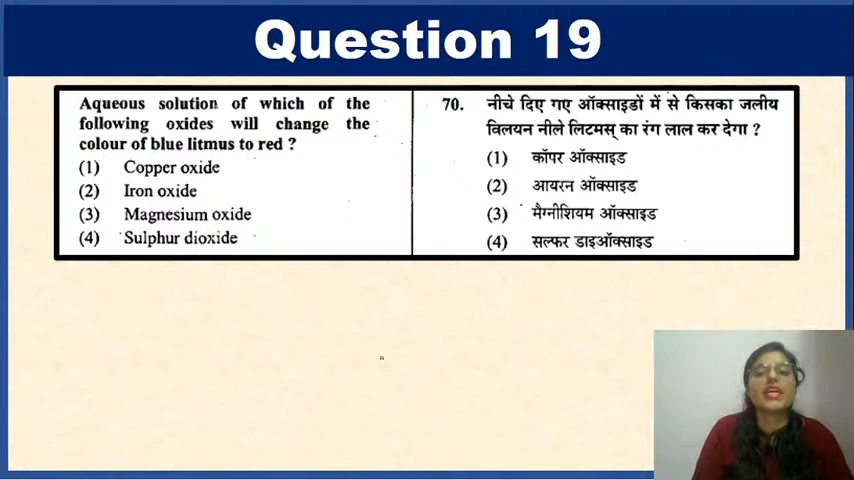 Question 19
Aqueous solution of which of the
following oxides will change the
colour of blue litmus to red ?
(1) Copper oxide
(2) Iron oxide
(3) Magnesium oxide
(4) Sulphur dioxide
70. नीचे दिए गए ऑक्साइडों में से किसका जलीय
विलयन नीले लिटमस् का रंग लाल कर देगा ?
(1) कॉपर ऑक्साइड
(2) आयरन ऑक्साइड
(3) मैग्नीशियम ऑक्साइड
(4) सल्फर डाइऑक्साइड